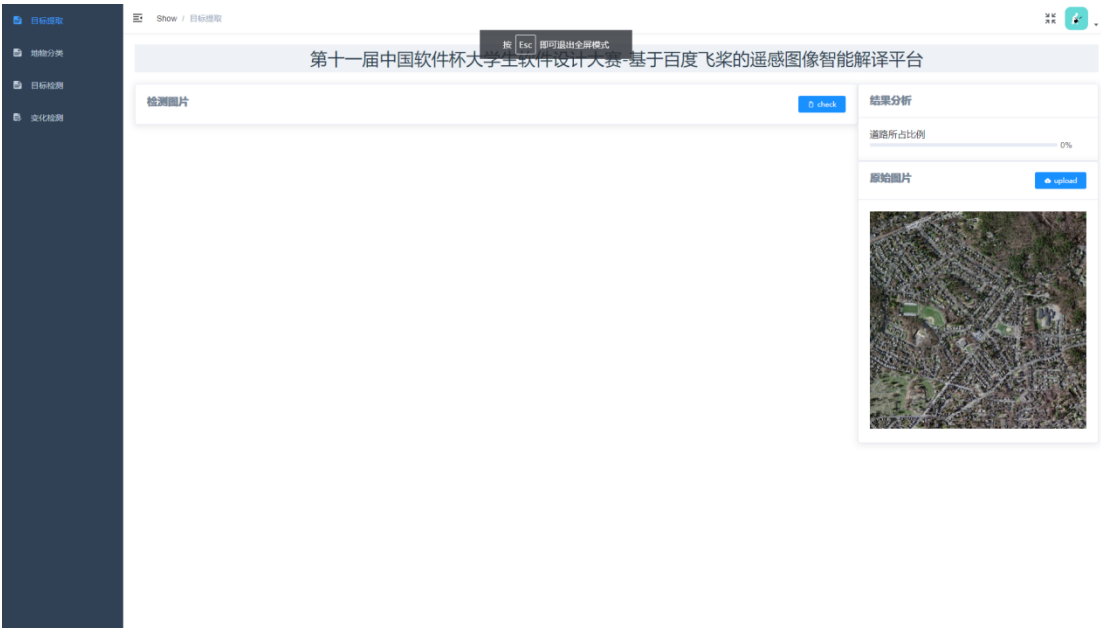 目标提取
地物分类
目标检测
变化检测
Show / 目标提取
按 Esc 即可退出全屏模式
第十一届中国软件杯大学生软件设计大赛-基于百度飞桨的遥感图像智能解译平台
检测图片
check
结果分析
道路所占比例
0%
原始图片
upload